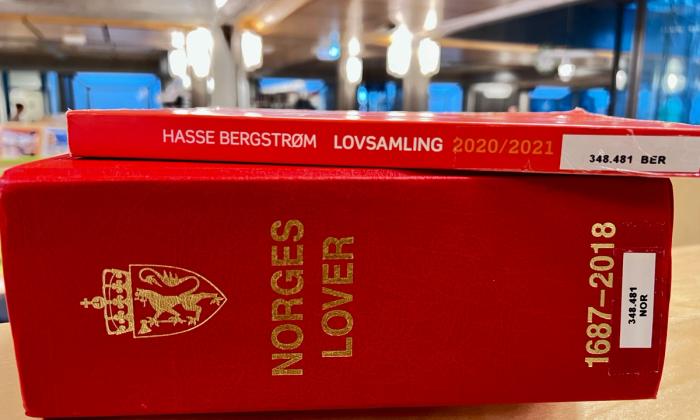 HASSE BERGSTRØM LOVSAMLING 2020/2021
348.481 BER
NORGES
LOVER
1687–2018
348.481
NOR